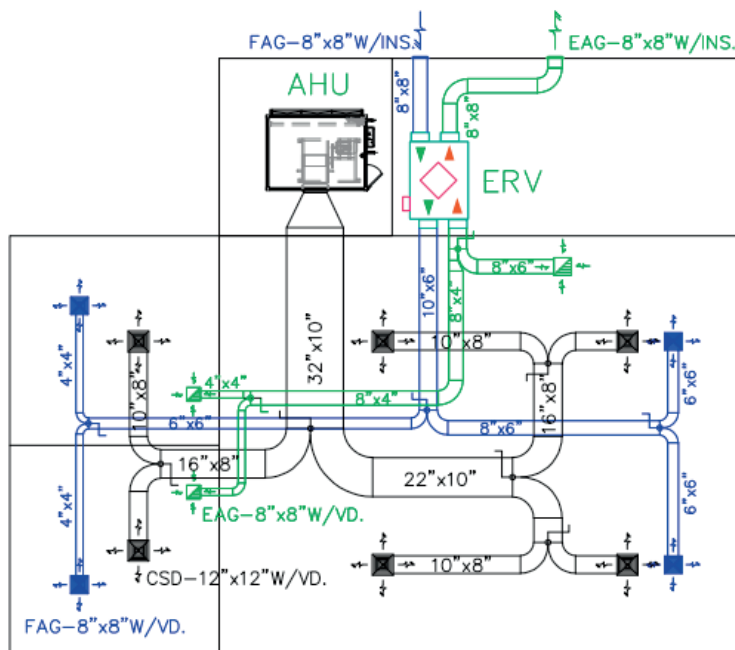 FAG-8"x8"W/INS.
EAG-8"x8"W/INS.
AHU
8"x8"
8"x8"
ERV
10"x6"
8"x4"
8"x6"
32"x10"
4"x4"
10"x8"
10"x8"
16"x8"
6"x6"
4"x4"
8"x4"
6"x6"
8"x6"
16"x8"
22"x10"
4"x4"
6"x6"
EAG-8"x8"W/VD.
10"x8"
CSD-12"x12"W/VD.
FAG-8"x8"W/VD.